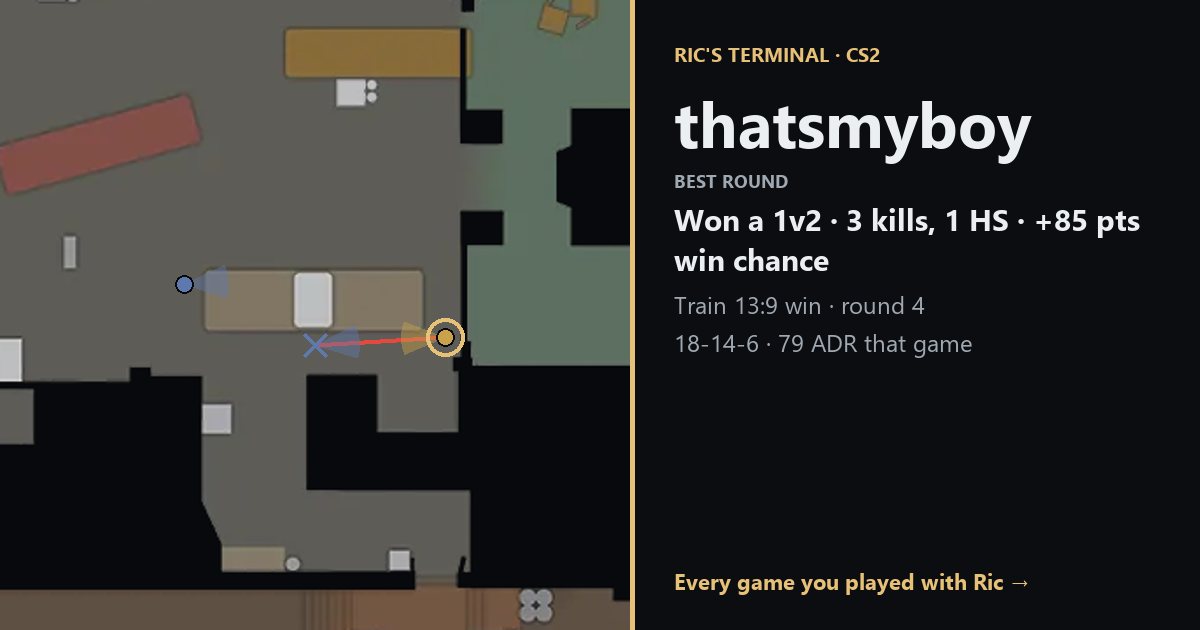 RIC'S TERMINAL · CS2
thatsmyboy
BEST ROUND
Won a 1v2 · 3 kills, 1 HS · +85 pts
win chance
Train 13:9 win · round 4
18-14-6 · 79 ADR that game
Every game you played with Ric →